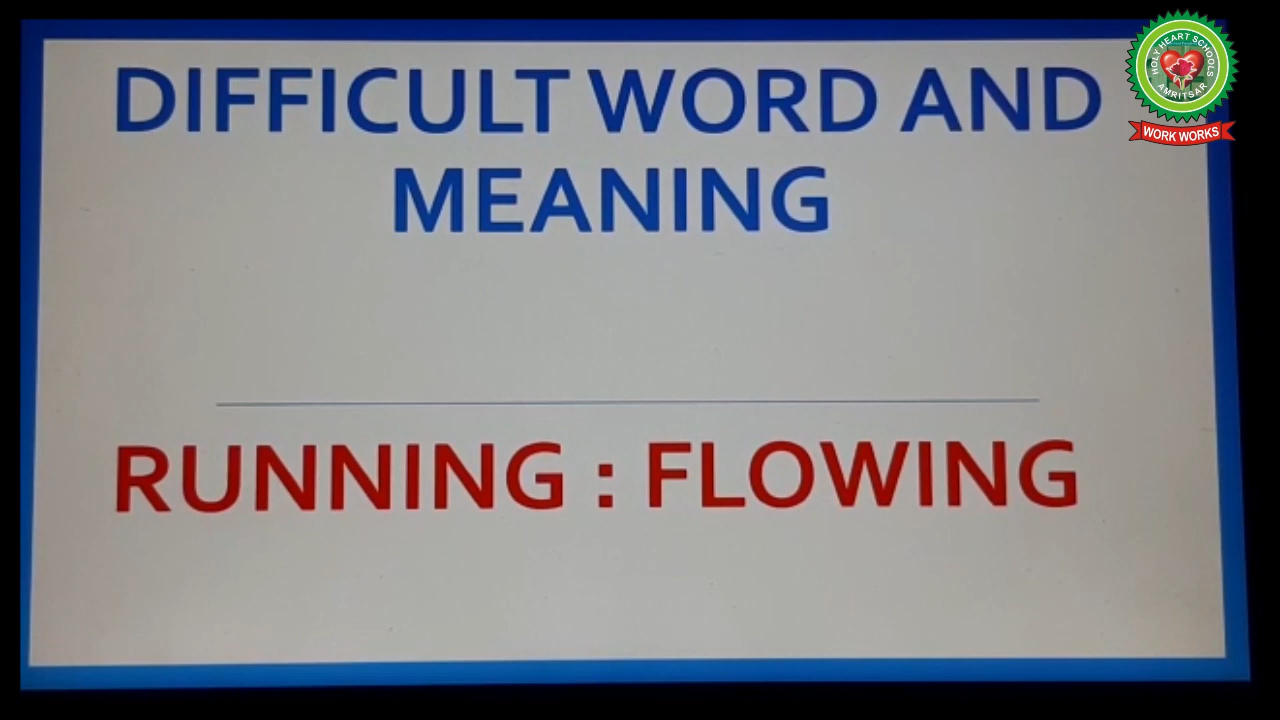 DIFFICULT WORD AND
MEANING
RUNNING : FLOWING
HOLY HEART SCHOOLS
AMRITSAR
WORK WORKS